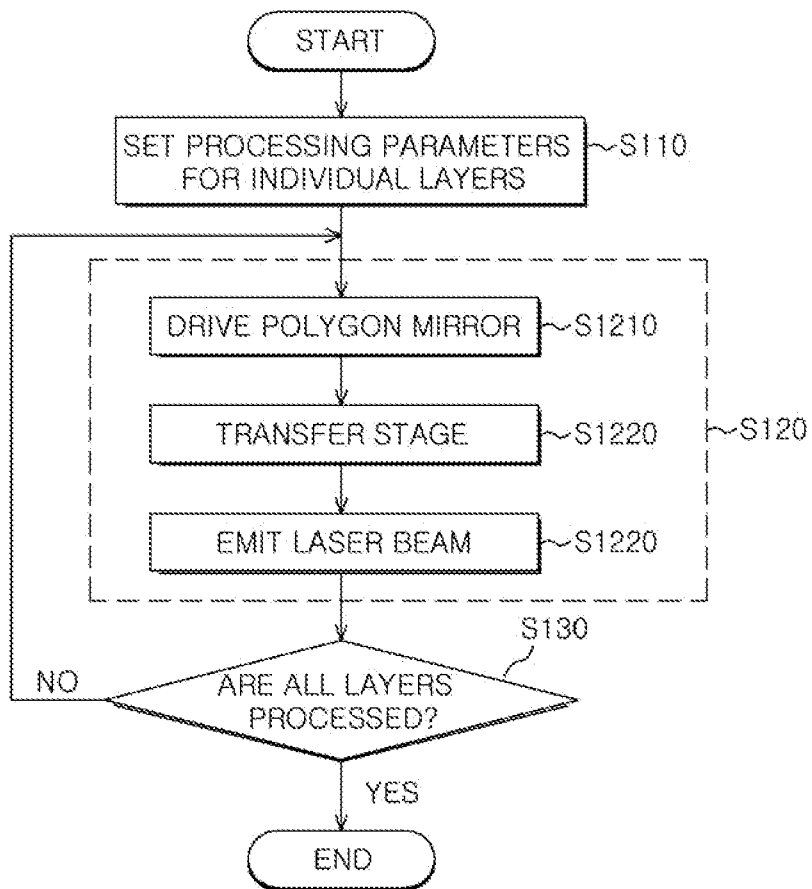 START
SET PROCESSING PARAMETERS
FOR INDIVIDUAL LAYERS
S110
DRIVE POLYGON MIRROR
S1210
TRANSFER STAGE
S1220
S120
EMIT LASER BEAM
S1220
S130
NO
ARE ALL LAYERS
PROCESSED?
YES
END